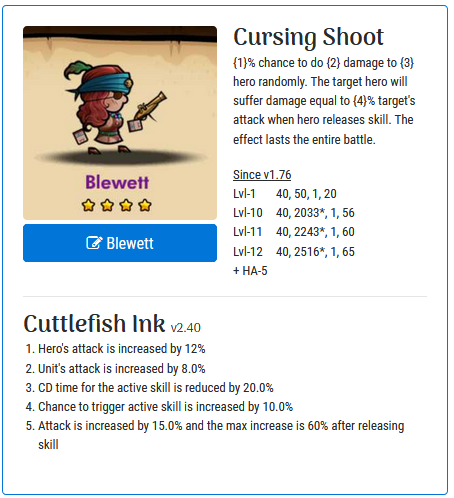 Cursing Shoot
{1}% chance to do {2} damage to {3}
hero randomly. The target hero will
suffer damage equal to {4}% target's
attack when hero releases skill. The
effect lasts the entire battle.
Since v1.76
Lvl-1 40, 50, 1, 20
Lvl-10 40, 2033*, 1, 56
Lvl-11 40, 2243*, 1, 60
Lvl-12 40, 2516*, 1, 65
+ HA-5
Blewett
Blewett
Cuttlefish Ink v2.40
1. Hero's attack is increased by 12%
2. Unit's attack is increased by 8.0%
3. CD time for the active skill is reduced by 20.0%
4. Chance to trigger active skill is increased by 10.0%
5. Attack is increased by 15.0% and the max increase is 60% after releasing
skill